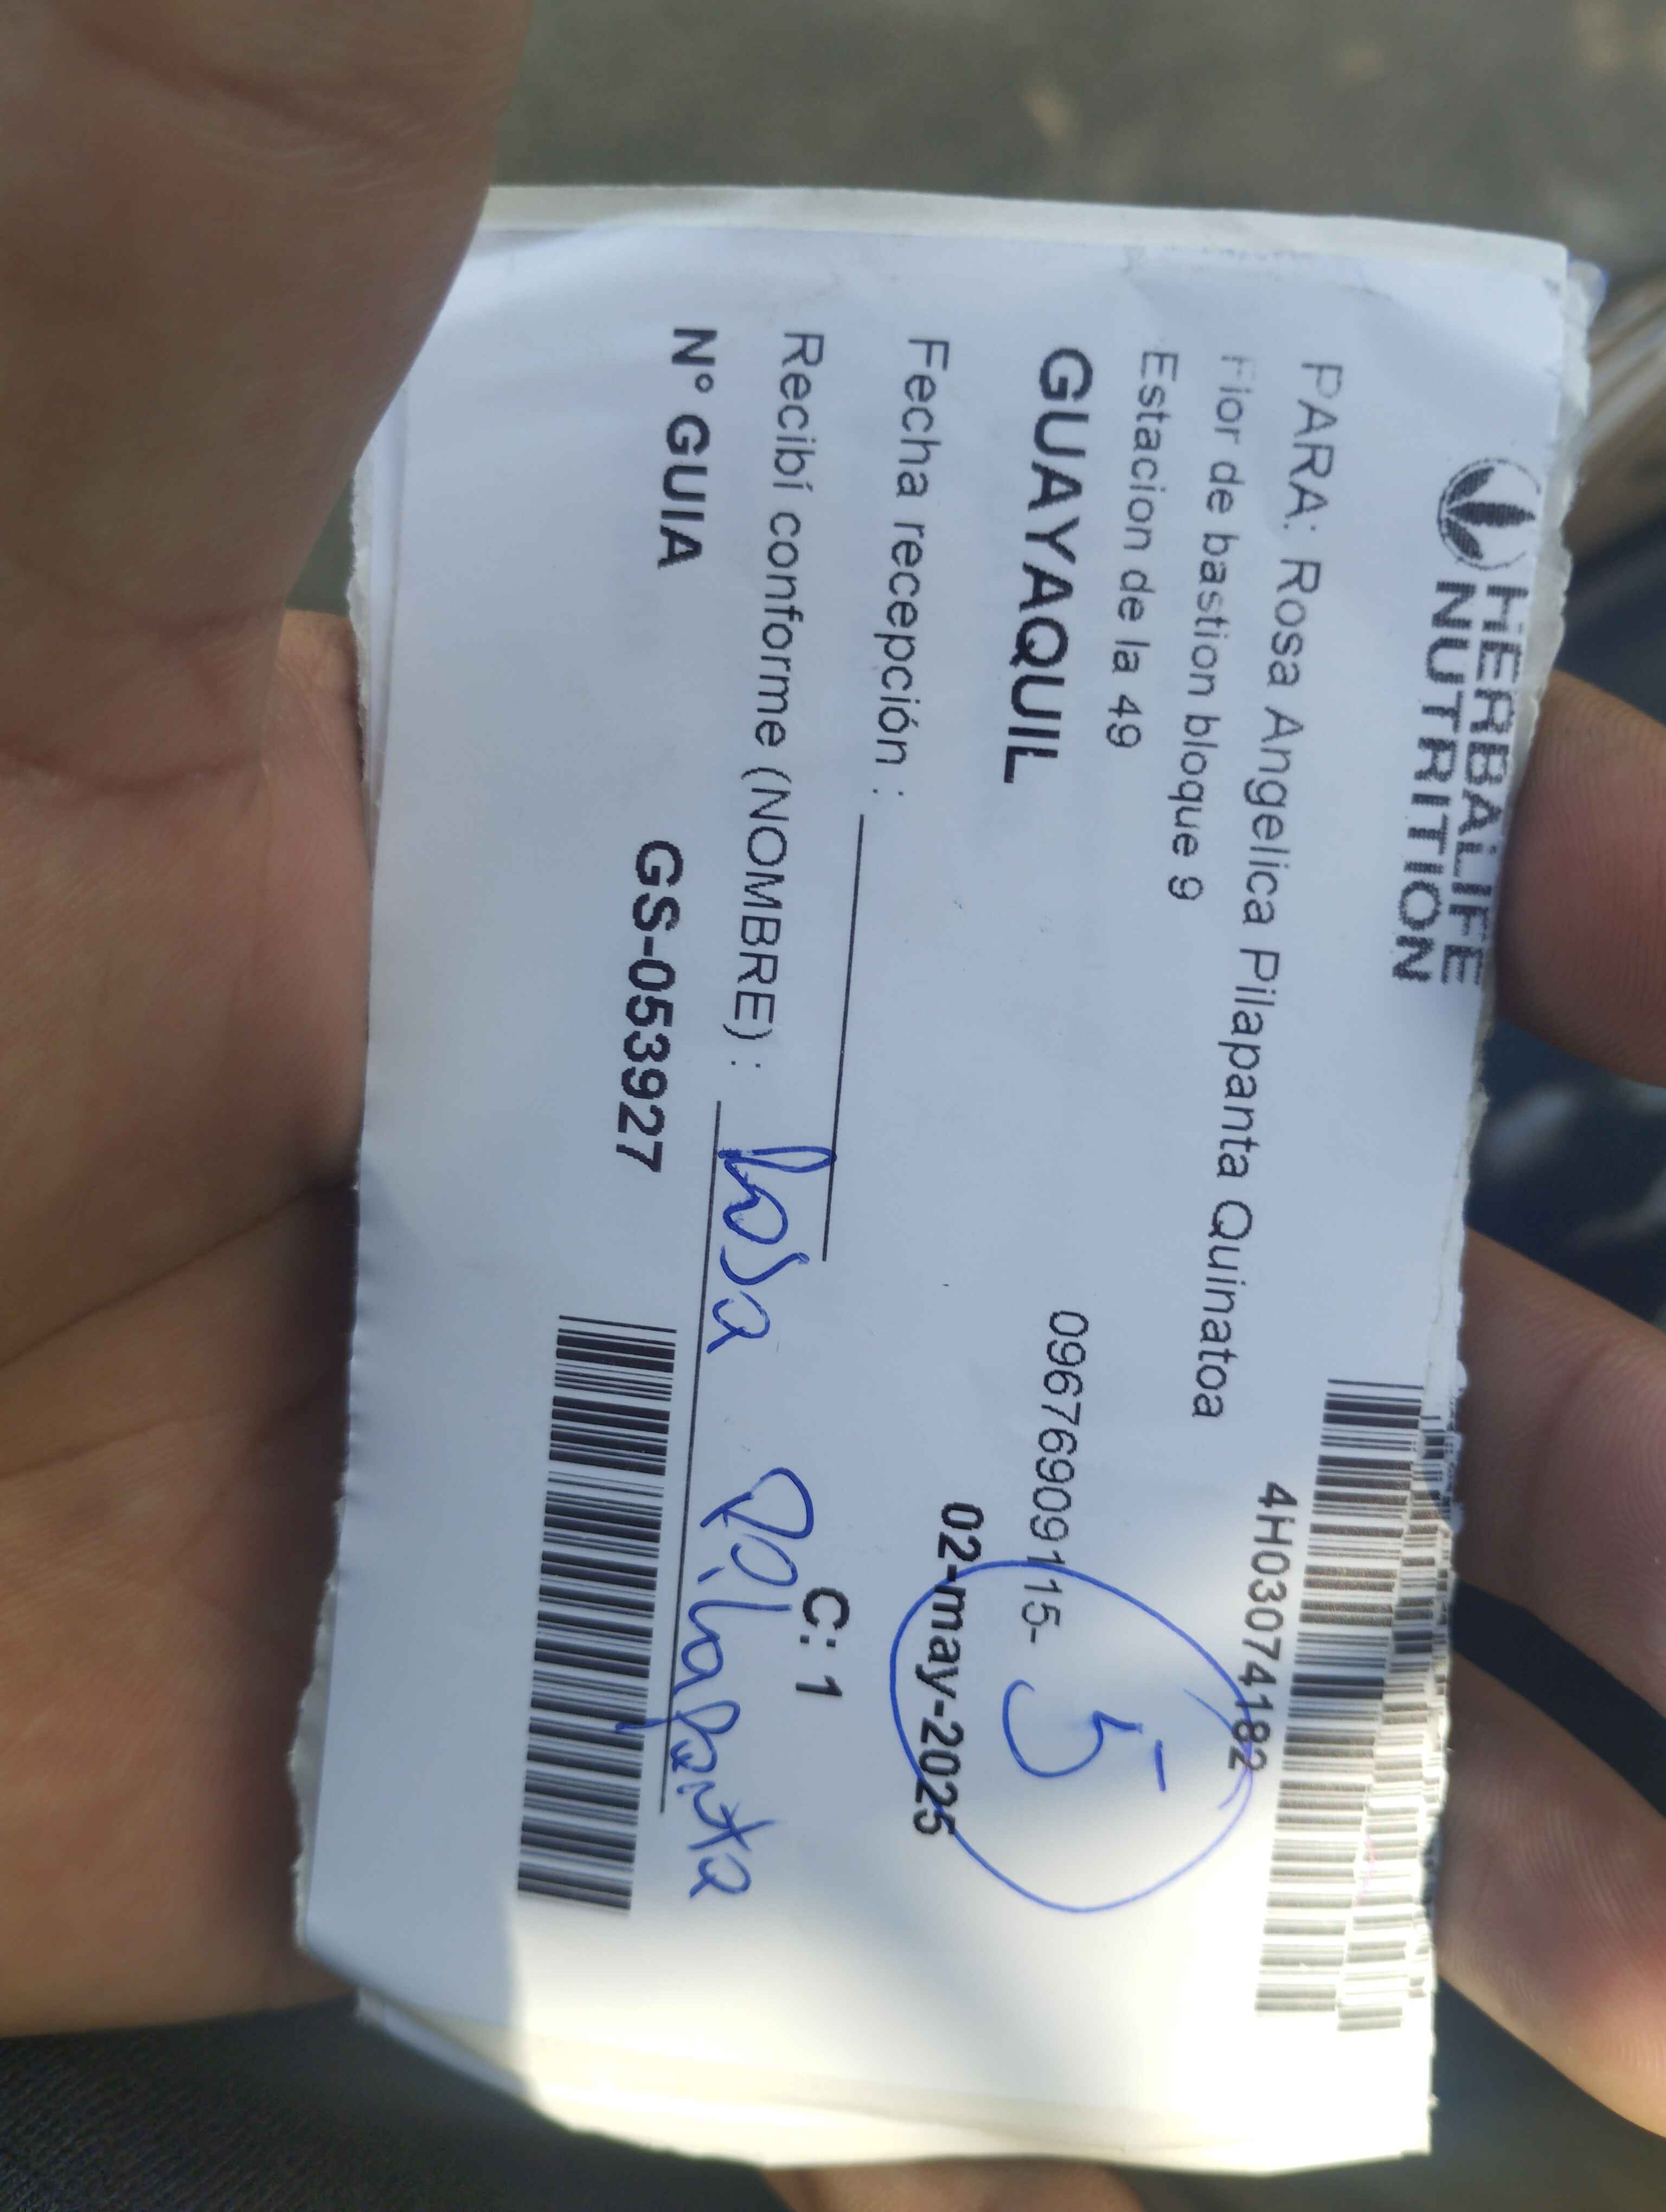 HERBALIFE
NUTRITION
4H03074182
PARA: Rosa Angelica Pilapanta Quinatoa
Flor de bastion bloque 9
Estacion de la 49
5
GUAYAQUIL 09676909115-
02-may-2025
Fecha recepción :
C: 1
Recibí conforme (NOMBRE) : Rosa Pilapanta
N° GUIA GS-053927